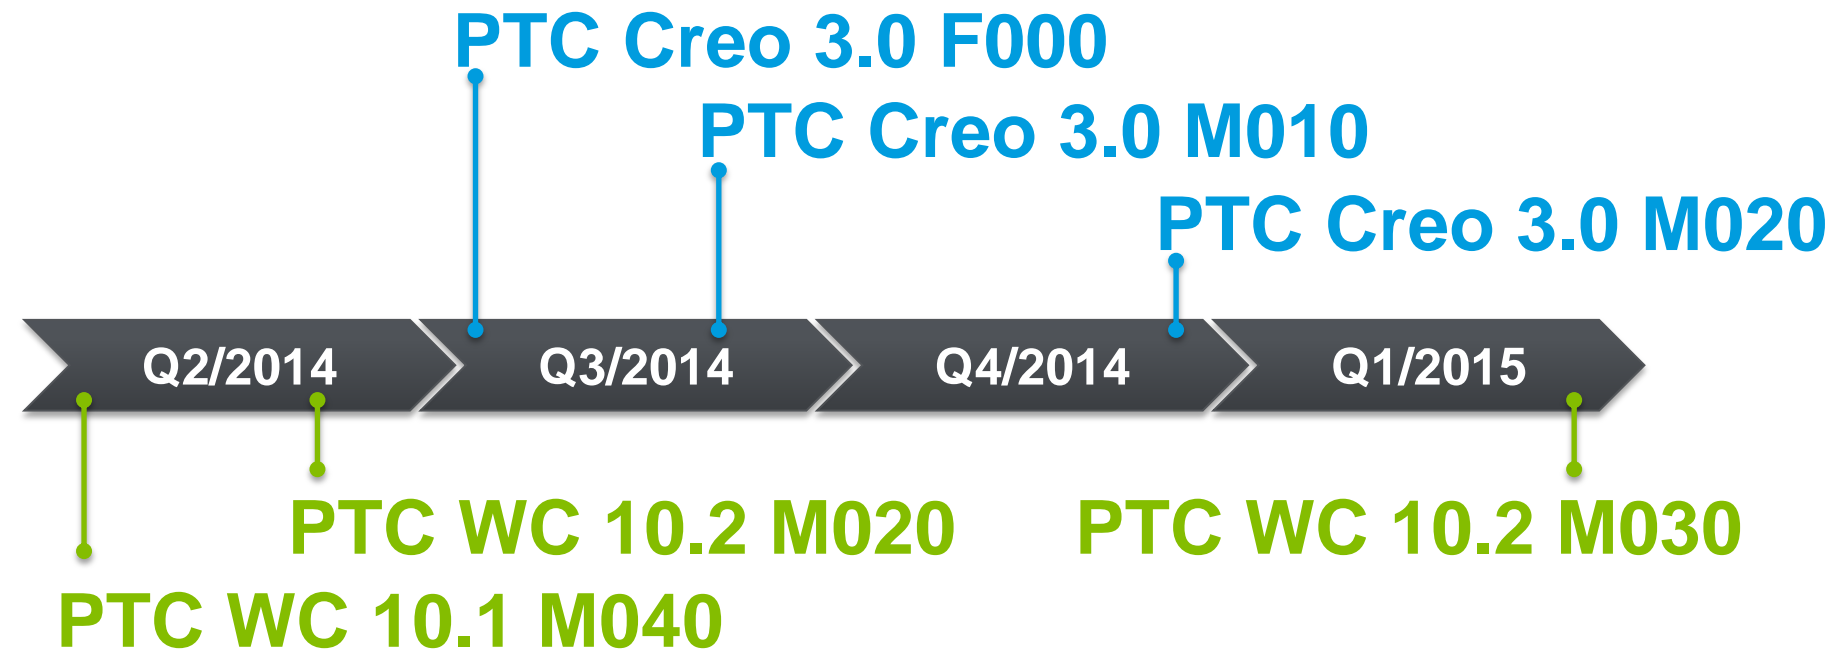 PTC Creo 3.0 F000
PTC Creo 3.0 M010
PTC Creo 3.0 M020
Q2/2014
Q3/2014
Q4/2014
Q1/2015
PTC WC 10.2 M020
PTC WC 10.2 M030
PTC WC 10.1 M040